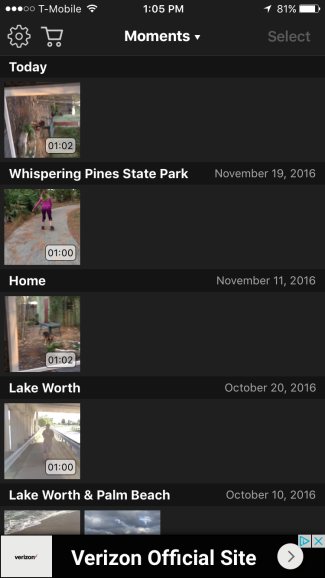 T-Mobile 1:05 PM 81%
Moments ▾ Select
Today
01:02
Whispering Pines State Park November 19, 2016
01:00
Home November 11, 2016
01:02
Lake Worth October 20, 2016
01:00
Lake Worth & Palm Beach October 10, 2016
verizon Verizon Official Site